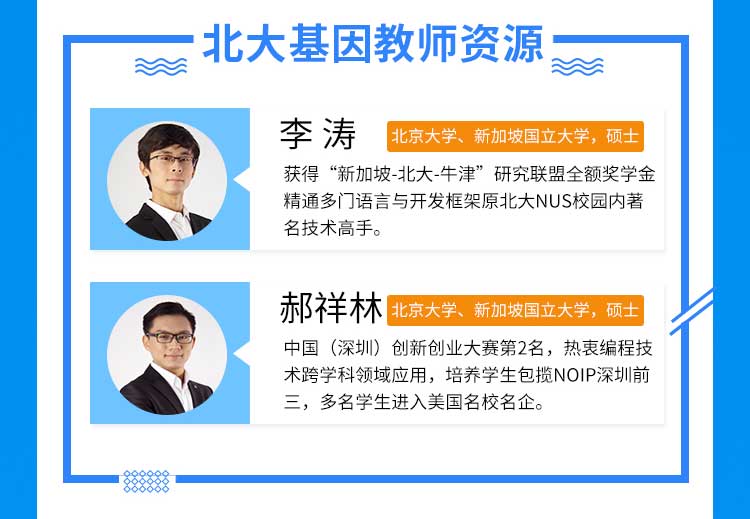 北大基因教师资源
李 涛
北京大学、新加坡国立大学，硕士
获得“新加坡-北大-牛津”研究联盟全额奖学金
精通多门语言与开发框架原北大NUS校园内著
名技术高手。
郝祥林
北京大学、新加坡国立大学，硕士
中国（深圳）创新创业大赛第2名，热衷编程技
术跨学科领域应用，培养学生包揽NOIP深圳前
三，多名学生进入美国名校名企。